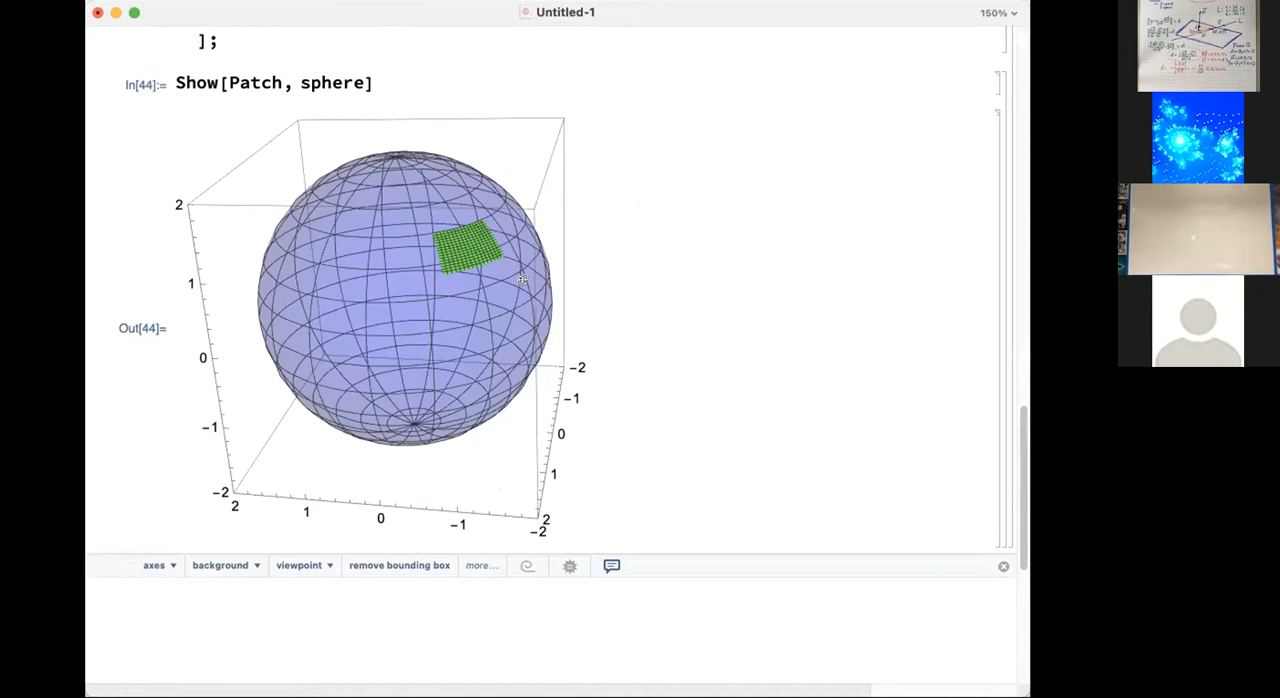 Untitled-1
150%
];
In[44]:= Show[Patch, sphere]
Out[44]=
2
1
0
-1
-2
2
1
0
-1
-2
-2
-1
0
1
2
axes
background
viewpoint
remove bounding box
more...